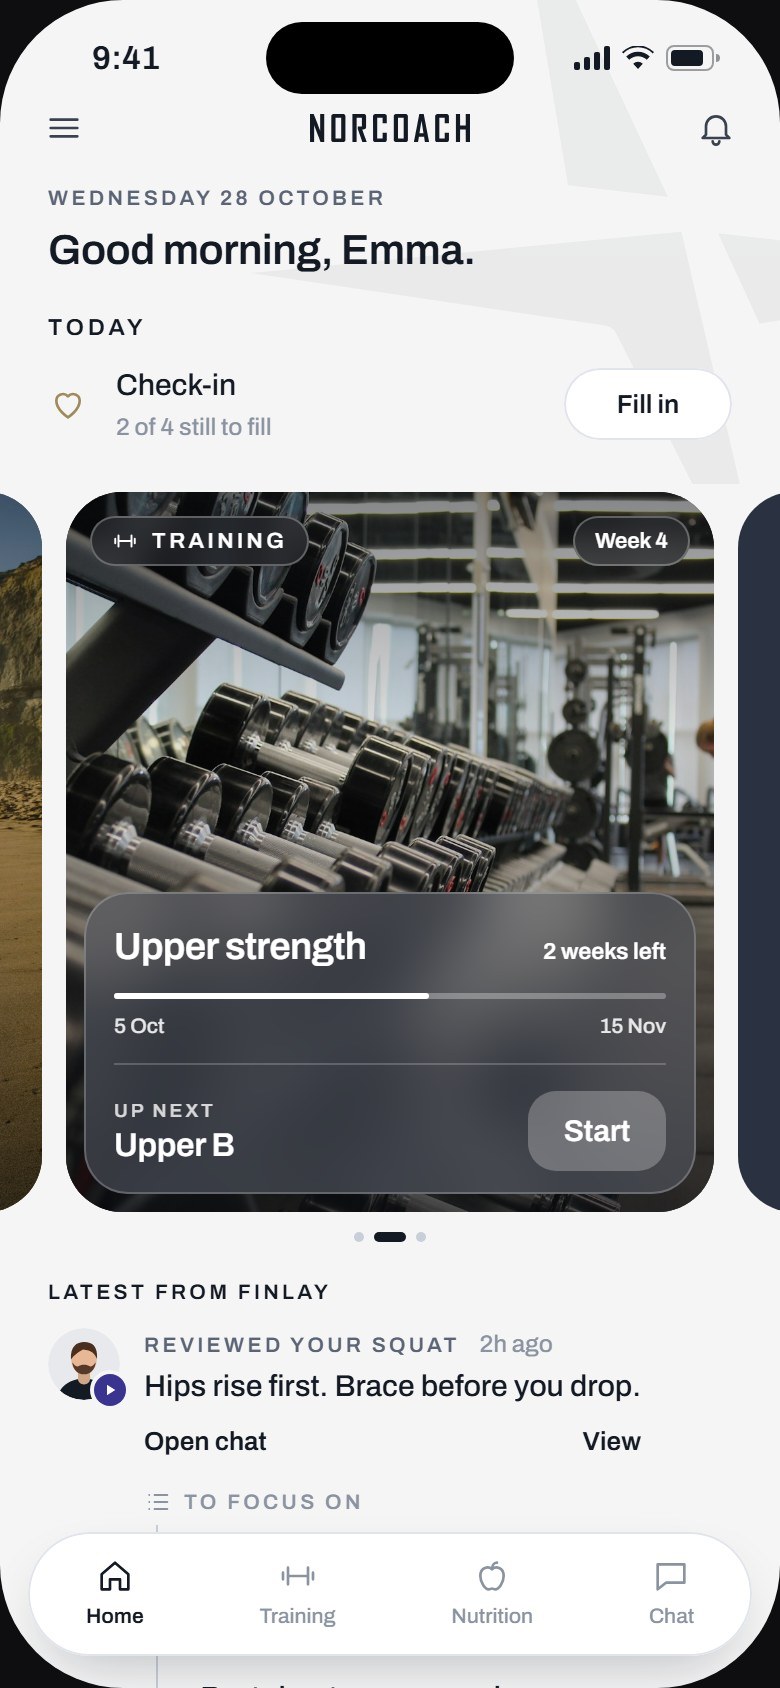 9:41
NORCOACH
WEDNESDAY 28 OCTOBER
Good morning, Emma.
TODAY
Check-in
2 of 4 still to fill
Fill in
TRAINING
Week 4
Upper strength
2 weeks left
5 Oct
15 Nov
UP NEXT
Upper B
Start
LATEST FROM FINLAY
REVIEWED YOUR SQUAT 2h ago
Hips rise first. Brace before you drop.
Open chat
View
TO FOCUS ON
Home
Training
Nutrition
Chat